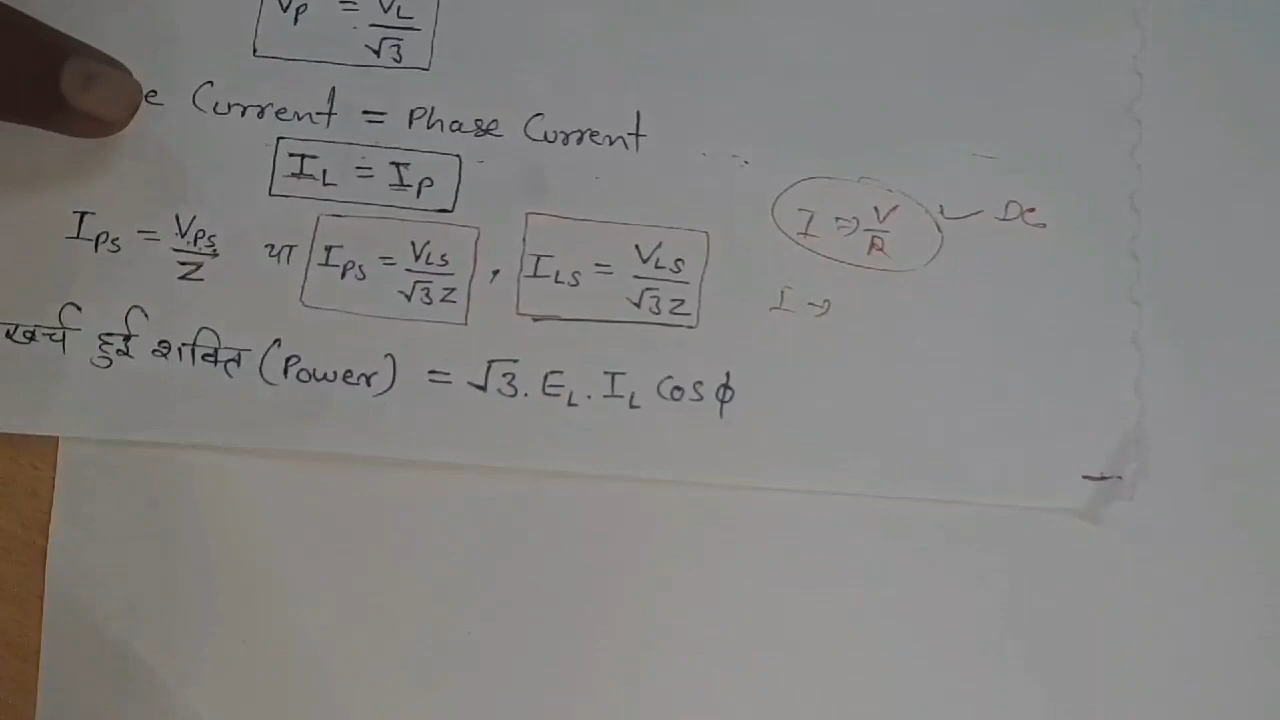 Vp = VL/√3
e Current = Phase Current
IL = Ip
IPS = VPS/Z या IPS = VLS/√3Z , ILS = VLS/√3Z
I ⇒ V/R DC
I ⇒
खर्च हुई शक्ति (Power) = √3. EL. IL Cos ϕ